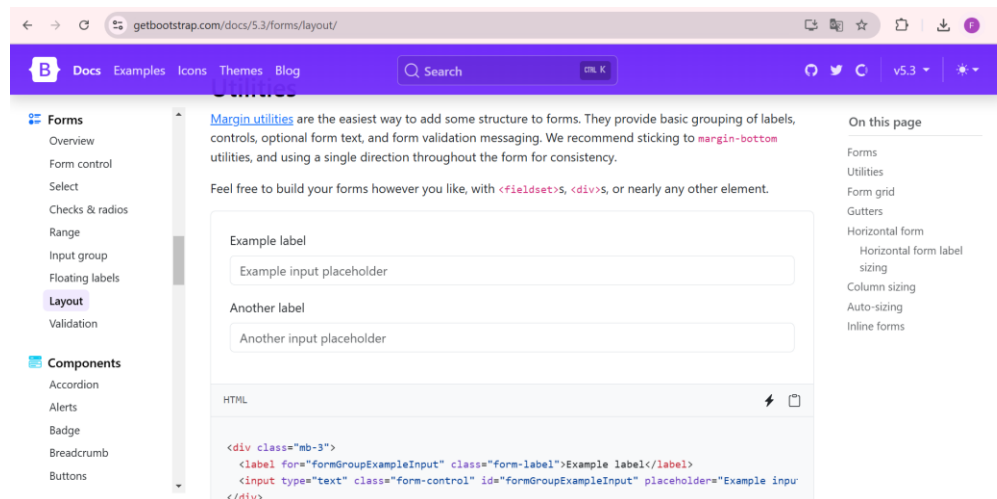 getbootstrap.com/docs/5.3/forms/layout/
F
B Docs Examples Icons Themes Blog
Search CTRL K
v5.3
Forms
Overview
Form control
Select
Checks & radios
Range
Input group
Floating labels
Layout
Validation
Components
Accordion
Alerts
Badge
Breadcrumb
Buttons
Utilities
Margin utilities are the easiest way to add some structure to forms. They provide basic grouping of labels,
controls, optional form text, and form validation messaging. We recommend sticking to margin-bottom
utilities, and using a single direction throughout the form for consistency.
Feel free to build your forms however you like, with <fieldset>s, <div>s, or nearly any other element.
Example label
Example input placeholder
Another label
Another input placeholder
HTML
<div class="mb-3">
<label for="formGroupExampleInput" class="form-label">Example label</label>
<input type="text" class="form-control" id="formGroupExampleInput" placeholder="Example input
</div>
On this page
Forms
Utilities
Form grid
Gutters
Horizontal form
Horizontal form label
sizing
Column sizing
Auto-sizing
Inline forms